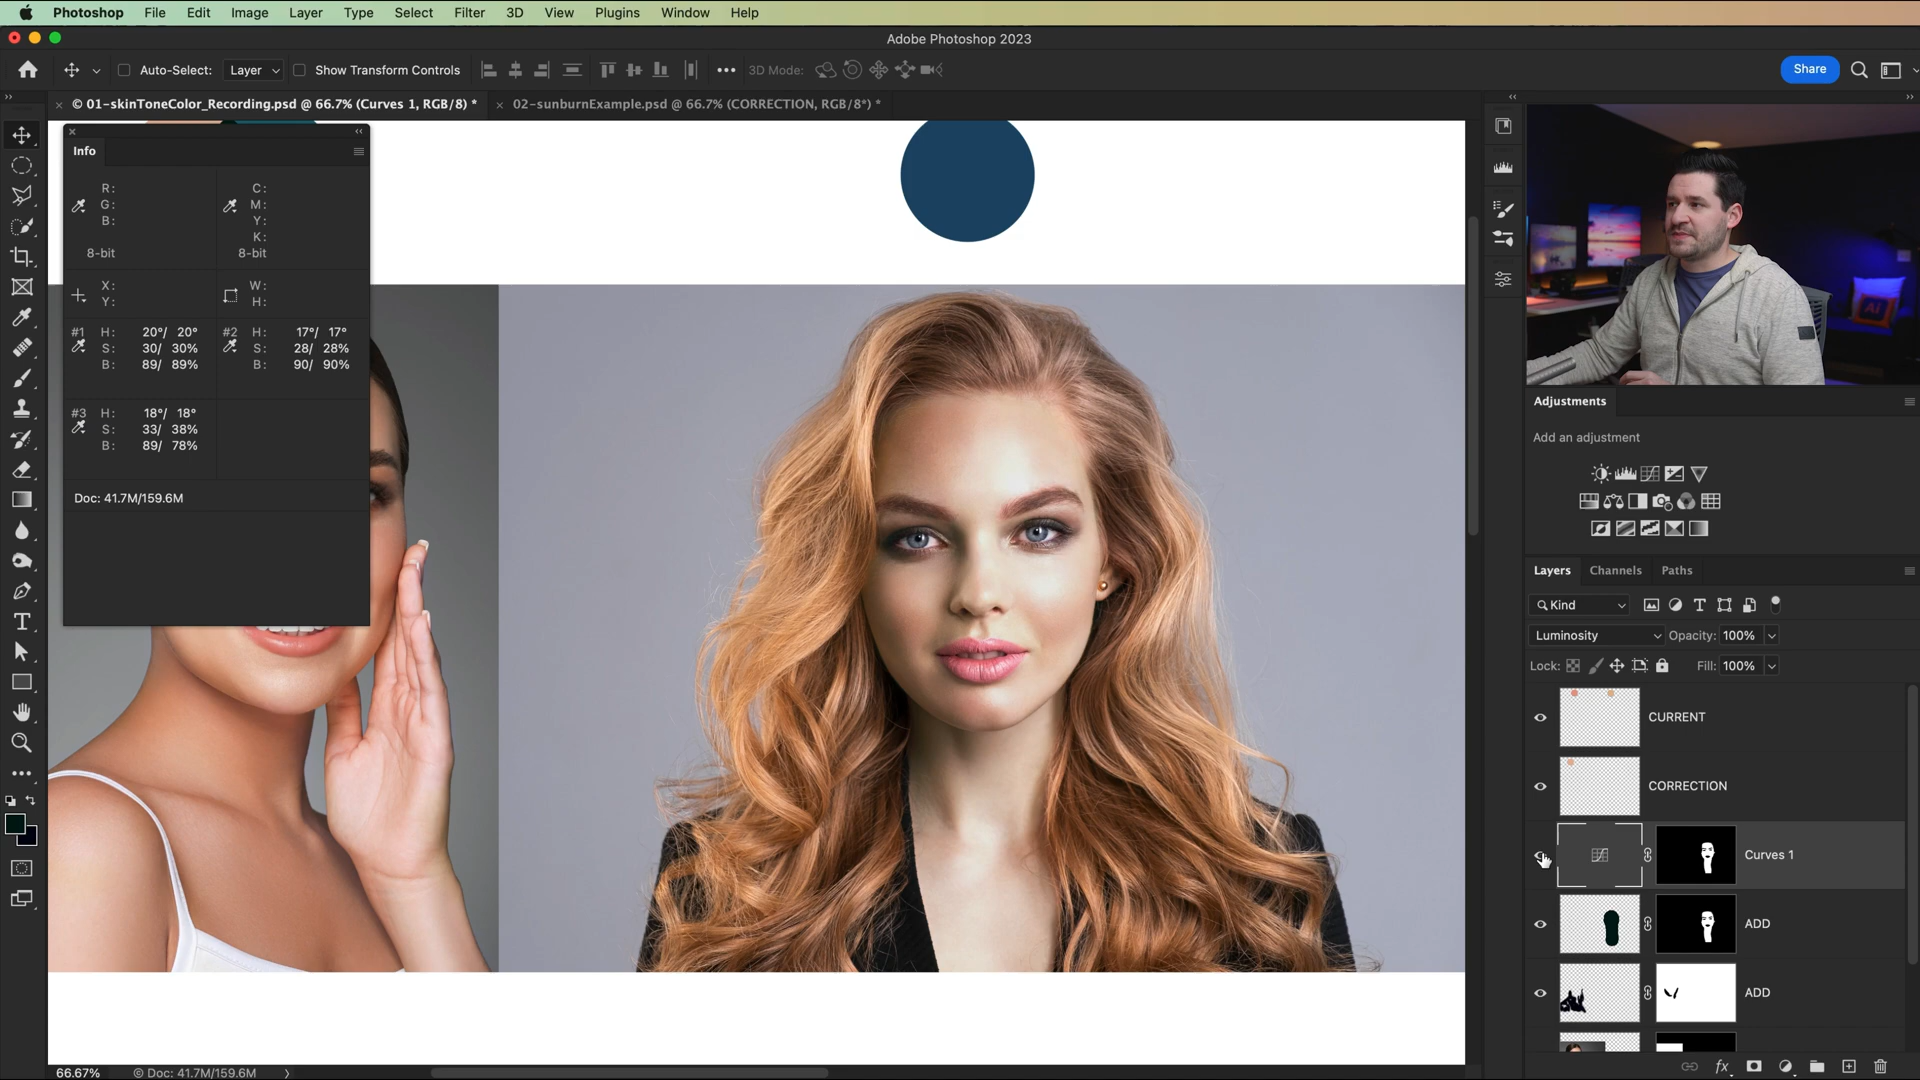 Photoshop File Edit Image Layer Type Select Filter 3D View Plugins Window Help
Adobe Photoshop 2023
Auto-Select: Layer Show Transform Controls 3D Mode: Share
© 01-skinToneColor_Recording.psd @ 66.7% (Curves 1, RGB/8) * 02-sunburnExample.psd @ 66.7% (CORRECTION, RGB/8*) *
Info
R: C:
G: M:
B: Y:
K:
8-bit 8-bit
X: W:
Y: H:
#1 H: 20°/ 20° #2 H: 17°/ 17°
S: 30/ 30% S: 28/ 28%
B: 89/ 89% B: 90/ 90%
#3 H: 18°/ 18°
S: 33/ 38%
B: 89/ 78%
Doc: 41.7M/159.6M
Adjustments
Add an adjustment
Layers Channels Paths
Kind
Luminosity Opacity: 100%
Lock: Fill: 100%
CURRENT
CORRECTION
Curves 1
ADD
ADD
66.67% © Doc: 41.7M/159.6M